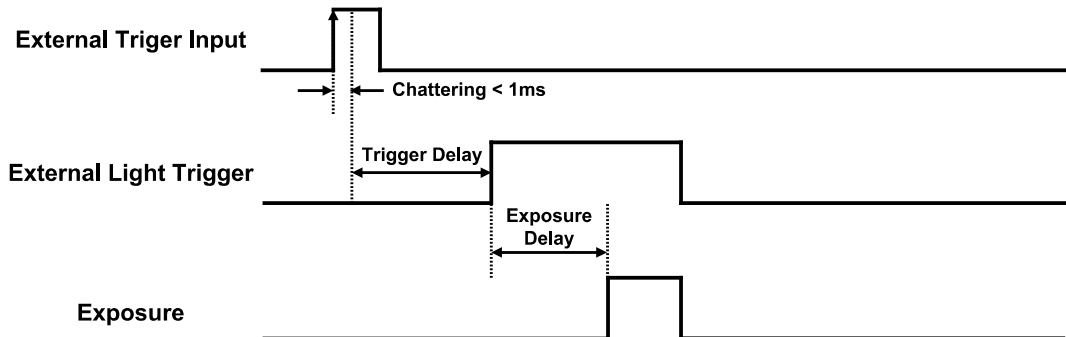 External Triger Input
Chattering < 1ms
Trigger Delay
External Light Trigger
Exposure
Delay
Exposure